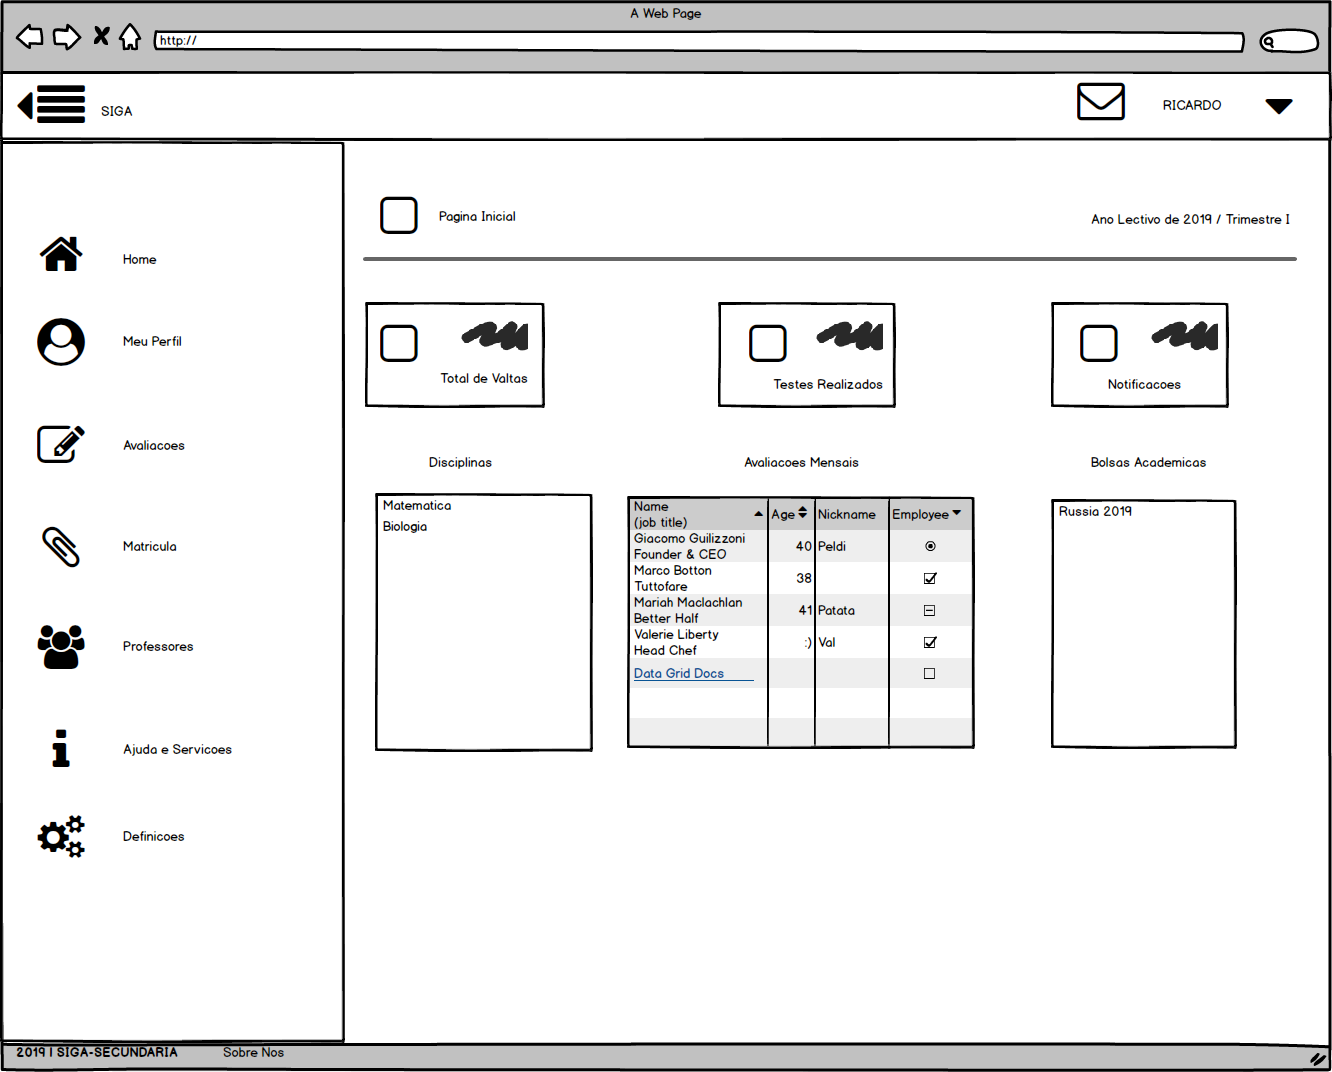 A Web Page
http://
SIGA
RICARDO
Home
Meu Perfil
Avaliacoes
Matricula
Professores
Ajuda e Servicoes
Definicoes
Pagina Inicial
Ano Lectivo de 2019 / Trimestre I
Total de Valtas
Testes Realizados
Notificacoes
Disciplinas
Matematica
Biologia
Avaliacoes Mensais
Name
(job title)
Age
Nickname
Employee
Giacomo Guilizzoni
Founder & CEO
40
Peldi
Marco Botton
Tuttofare
38
Mariah Maclachlan
Better Half
41
Patata
Valerie Liberty
Head Chef
:)
Val
Data Grid Docs
Bolsas Academicas
Russia 2019
2019 | SIGA-SECUNDARIA
Sobre Nos